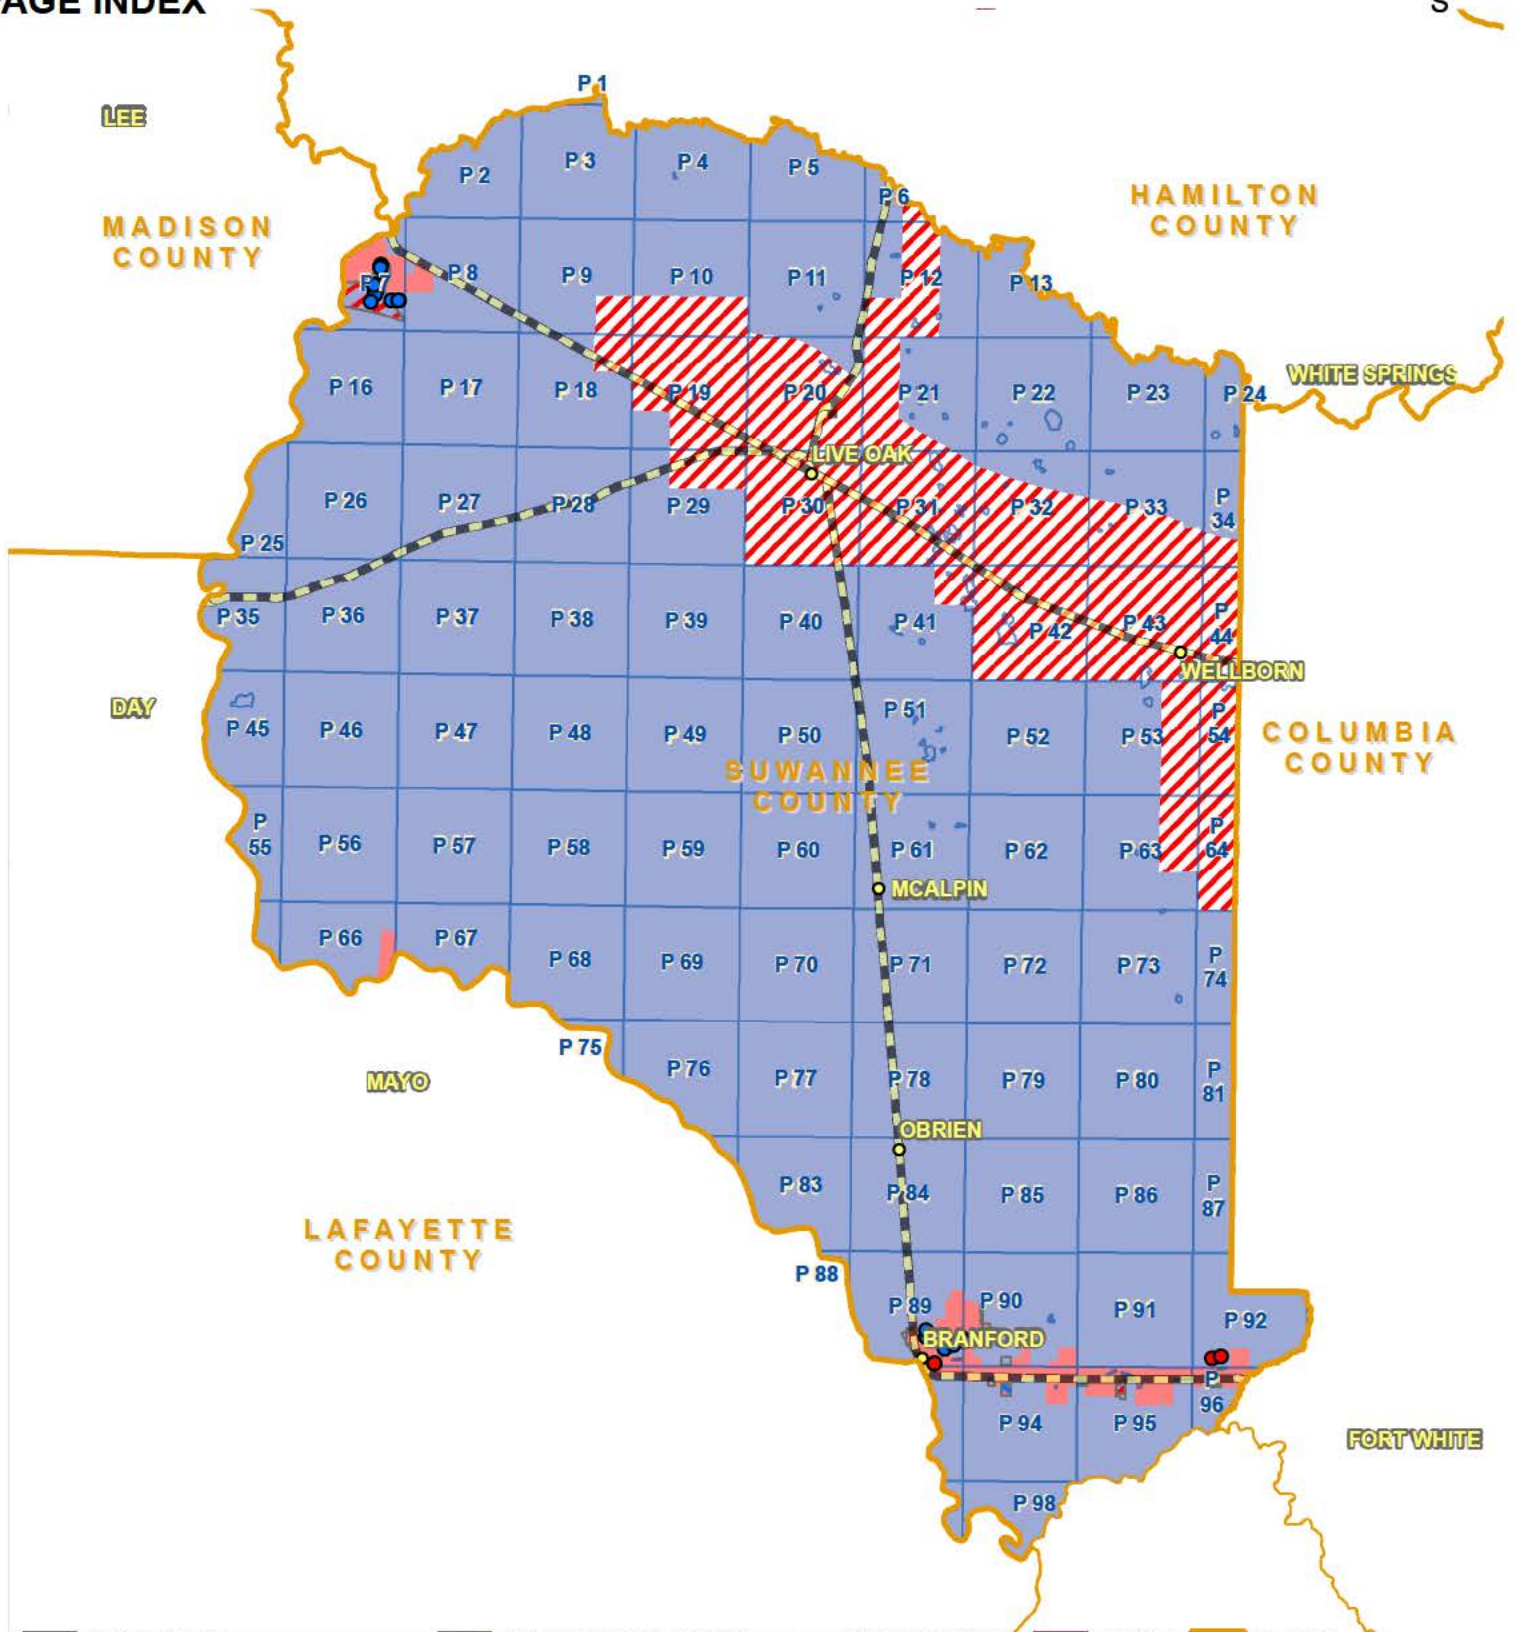 AGE INDEX
S
P 1
LEE
P 2
P 3
P 4
P 5
P 6
HAMILTON
COUNTY
MADISON
COUNTY
P 7
P 8
P 9
P 10
P 11
P 12
P 13
WHITE SPRINGS
P 16
P 17
P 18
P 19
P 20
P 21
P 22
P 23
P 24
LIVE OAK
P 25
P 26
P 27
P 28
P 29
P 30
P 31
P 32
P 33
P
34
P 35
P 36
P 37
P 38
P 39
P 40
P 41
P 42
P 43
P
44
WELLBORN
DAY
P 45
P 46
P 47
P 48
P 49
P 50
P 51
P 52
P 53
P
54
SUWANNEE
COUNTY
COLUMBIA
COUNTY
P
55
P 56
P 57
P 58
P 59
P 60
P 61
P 62
P 63
P
64
MCALPIN
P 66
P 67
P 68
P 69
P 70
P 71
P 72
P 73
P
74
P 75
P 76
P 77
P 78
P 79
P 80
P
81
MAYO
OBRIEN
P 83
P 84
P 85
P 86
P
87
LAFAYETTE
COUNTY
P 88
P 89
P 90
P 91
P 92
BRANFORD
P 94
P 95
P
96
FORT WHITE
P 98